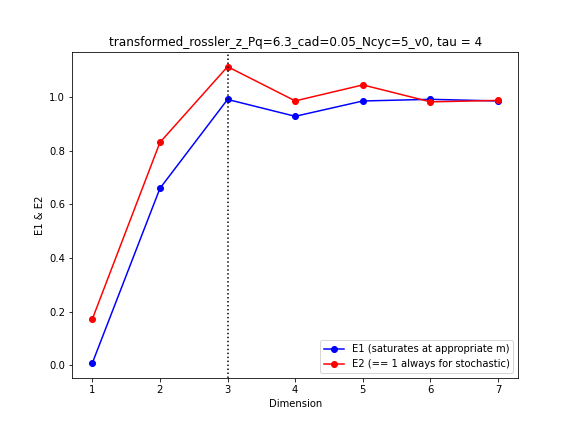 transformed_rossler_z_Pq=6.3_cad=0.05_Ncyc=5_v0, tau = 4
E1 & E2
1.0
0.8
0.6
0.4
0.2
0.0
E1 (saturates at appropriate m)
E2 (== 1 always for stochastic)
1 2 3 4 5 6 7
Dimension